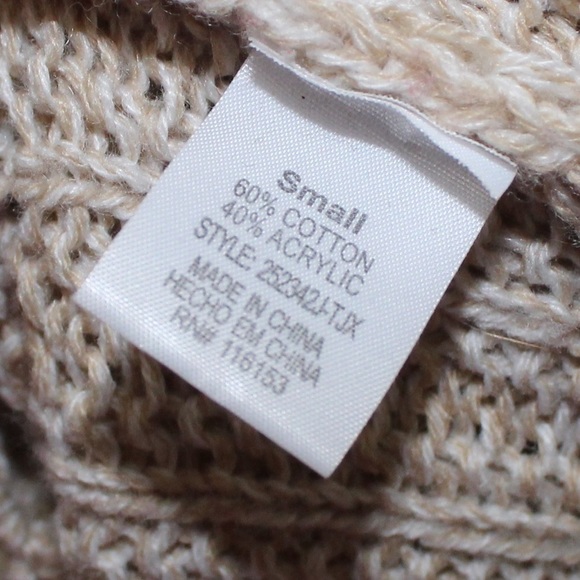 Small
60% COTTON
40% ACRYLIC
STYLE: 252342J-TJX
MADE IN CHINA
HECHO EM CHINA
RN# 116153